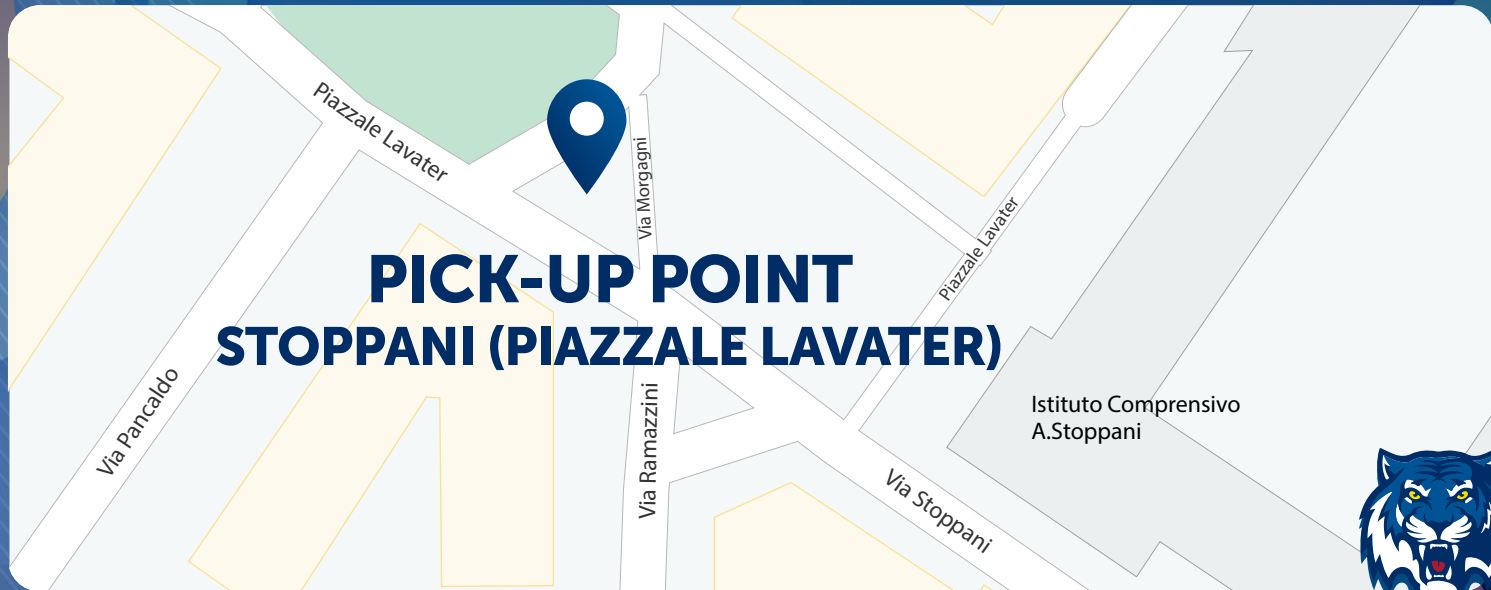 Piazzale Lavater
Via Morgagni
Piazzale Lavater
PICK-UP POINT
STOPPANI (PIAZZALE LAVATER)
Via Pancaldo
Via Ramazzini
Istituto Comprensivo
A.Stoppani
Via Stoppani